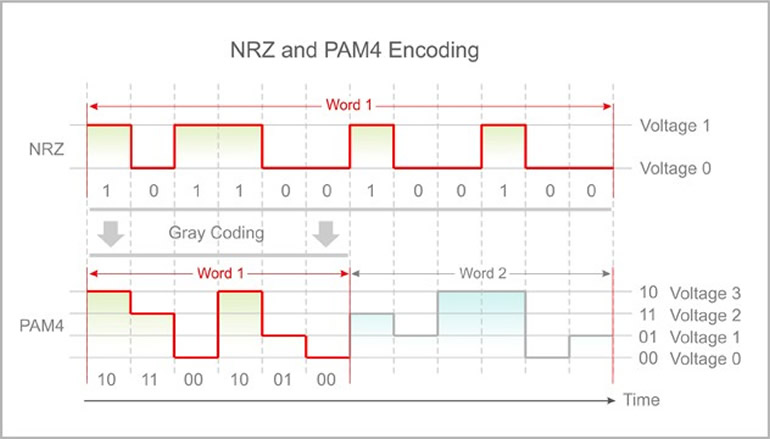 NRZ and PAM4 Encoding
Word 1
NRZ
Voltage 1
Voltage 0
1 0 1 1 0 0 1 0 0 1 0 0
Gray Coding
Word 1 Word 2
PAM4
10 Voltage 3
11 Voltage 2
01 Voltage 1
00 Voltage 0
10 11 00 10 01 00
Time